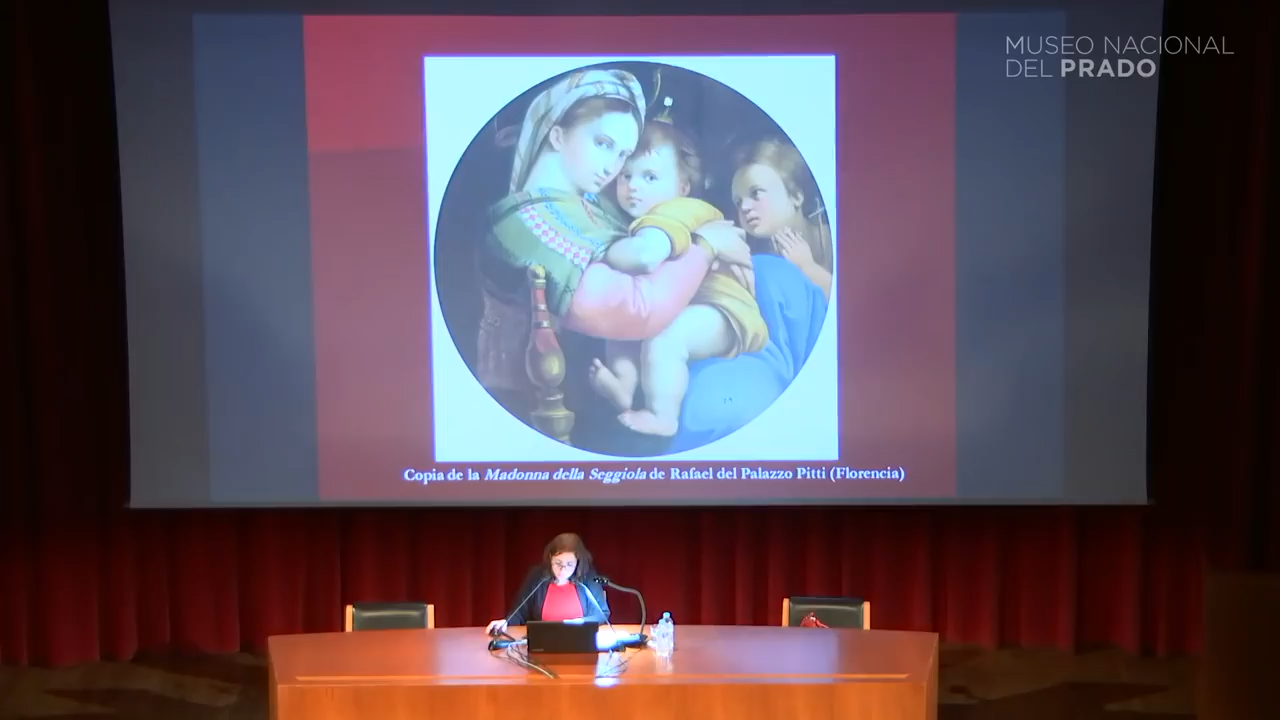 MUSEO NACIONAL
DEL PRADO
Copia de la Madonna della Seggiola de Rafael del Palazzo Pitti (Florencia)